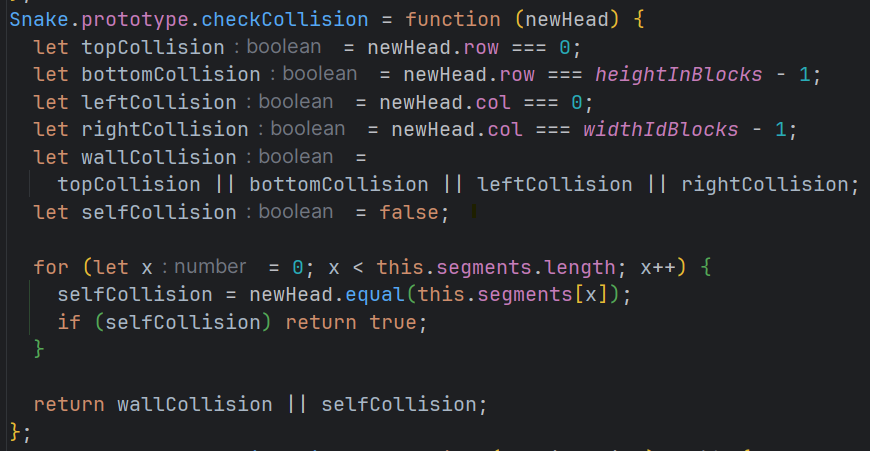 Snake.prototype.checkCollision = function (newHead) {
let topCollision : boolean = newHead.row === 0;
let bottomCollision : boolean = newHead.row === heightInBlocks - 1;
let leftCollision : boolean = newHead.col === 0;
let rightCollision : boolean = newHead.col === widthIdBlocks - 1;
let wallCollision : boolean =
topCollision || bottomCollision || leftCollision || rightCollision;
let selfCollision : boolean = false;
for (let x : number = 0; x < this.segments.length; x++) {
selfCollision = newHead.equal(this.segments[x]);
if (selfCollision) return true;
}
return wallCollision || selfCollision;
};